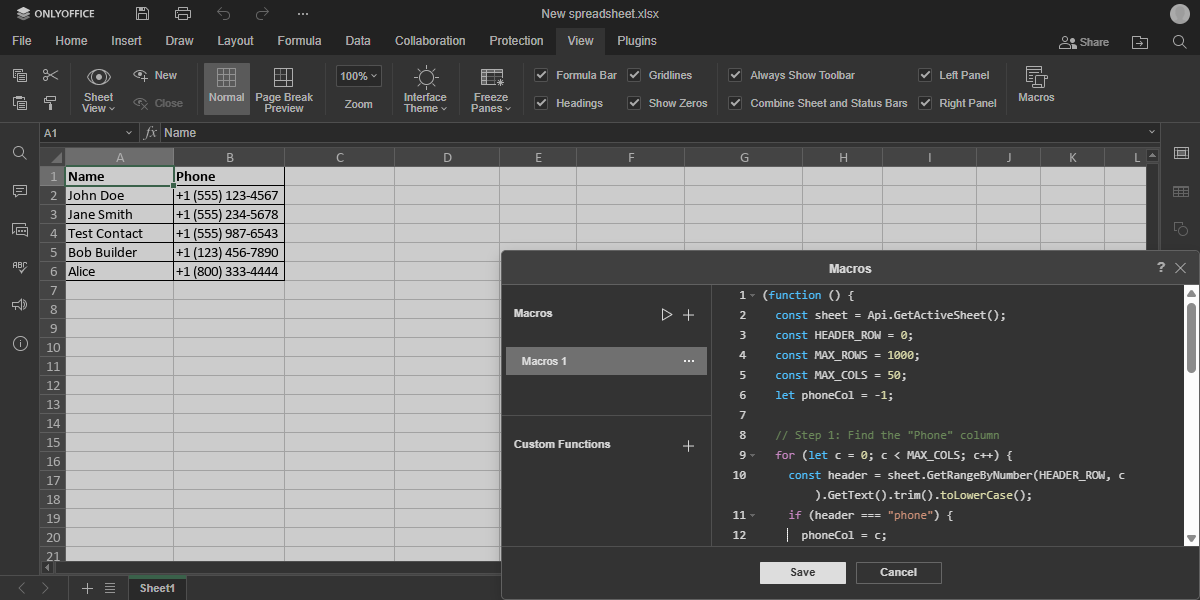 ONLYOFFICE
New spreadsheet.xlsx
File Home Insert Draw Layout Formula Data Collaboration Protection View Plugins Share
Sheet View New Close Normal Page Break Preview 100% Zoom Interface Theme Freeze Panes Formula Bar Headings Gridlines Show Zeros Always Show Toolbar Combine Sheet and Status Bars Left Panel Right Panel Macros
A1 fx Name
A B C D E F G H I J K L
1 Name Phone
2 John Doe +1 (555) 123-4567
3 Jane Smith +1 (555) 234-5678
4 Test Contact +1 (555) 987-6543
5 Bob Builder +1 (123) 456-7890
6 Alice +1 (800) 333-4444
7
8
9
10
11
12
13
14
15
16
17
18
19
20
21
ABC
Macros ?
Macros
Macros 1 ...
Custom Functions
1 (function () {
2 const sheet = Api.GetActiveSheet();
3 const HEADER_ROW = 0;
4 const MAX_ROWS = 1000;
5 const MAX_COLS = 50;
6 let phoneCol = -1;
7
8 // Step 1: Find the "Phone" column
9 for (let c = 0; c < MAX_COLS; c++) {
10 const header = sheet.GetRangeByNumber(HEADER_ROW, c
).GetText().trim().toLowerCase();
11 if (header === "phone") {
12 phoneCol = c;
Save Cancel
Sheet1